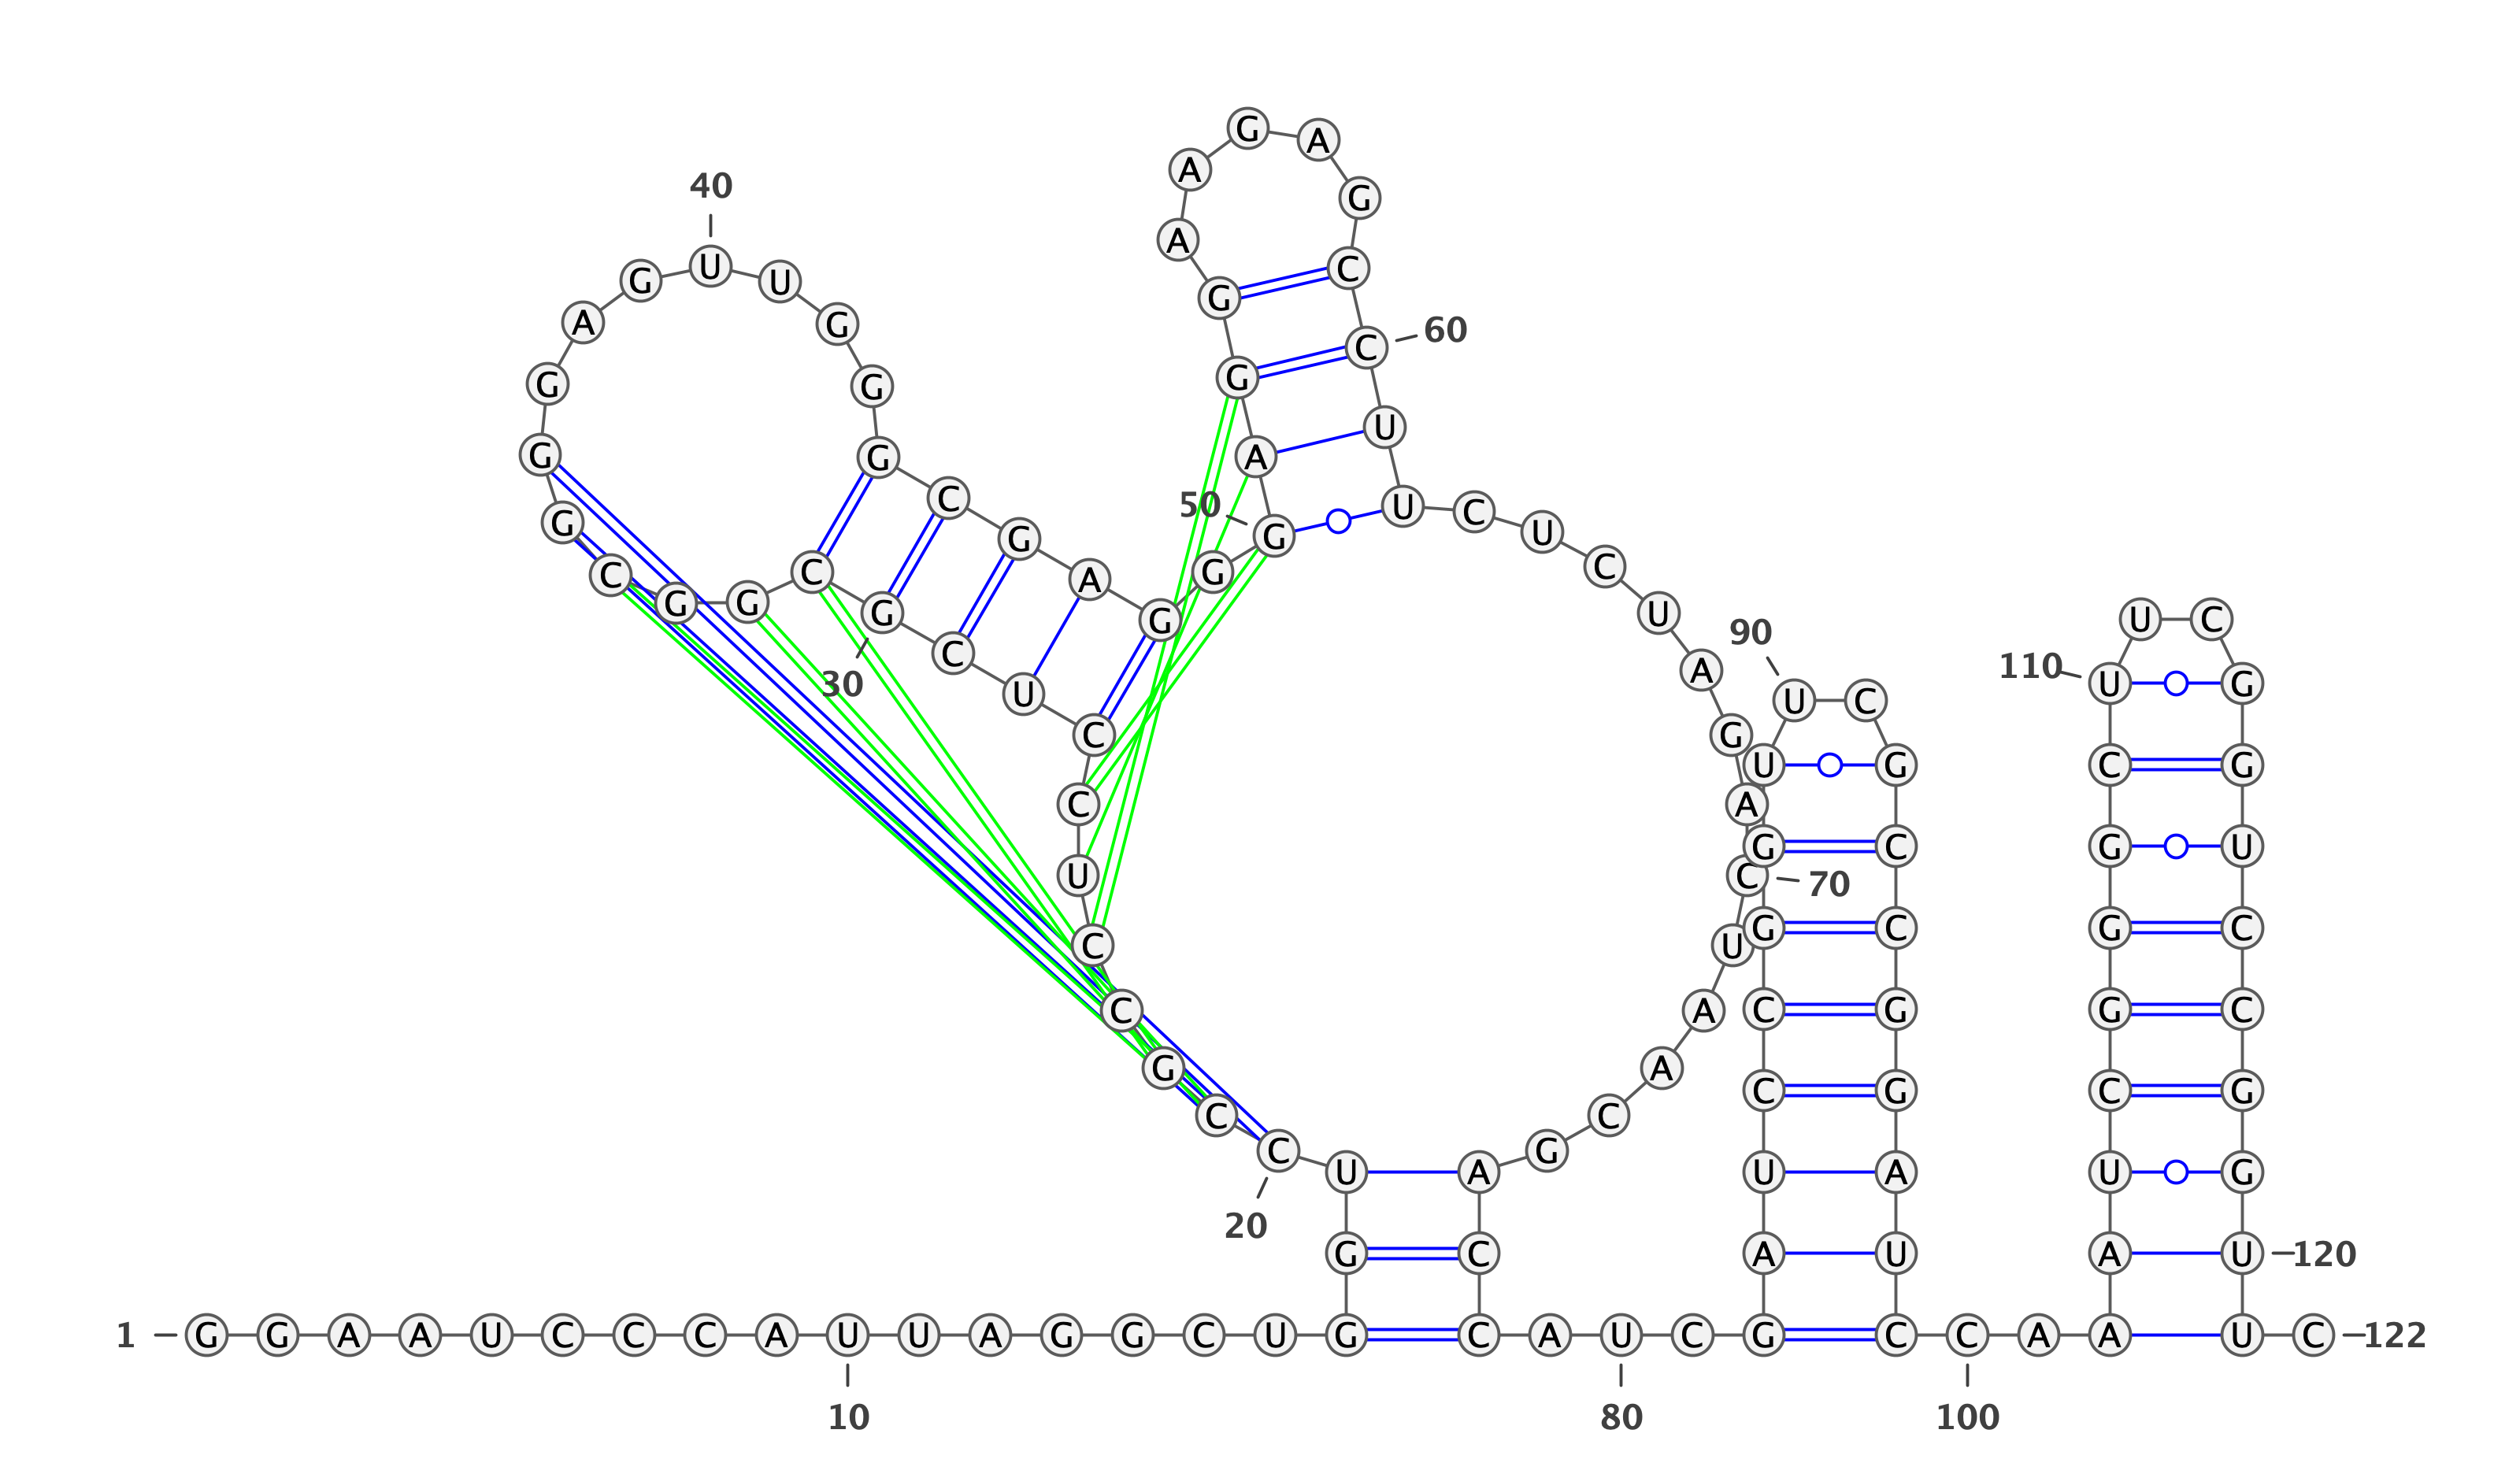 G A
A
40 G
A
G U U C
G
A G 60
C
G G G
U
G G A
C 50 U C
G G G U
C C A G C
G G G G U U C
90
C 110 A
30 U U C U G
C G
U G C G
C A
G C G U
U C 70
C U G C G C
C A C G G C
G A
C G C G
C C
C G
U A U A U G
20
G C A U A U 120
1 G G A A U C C C A U U A G G C U G C A U C G C C A A U C 122
10 80 100